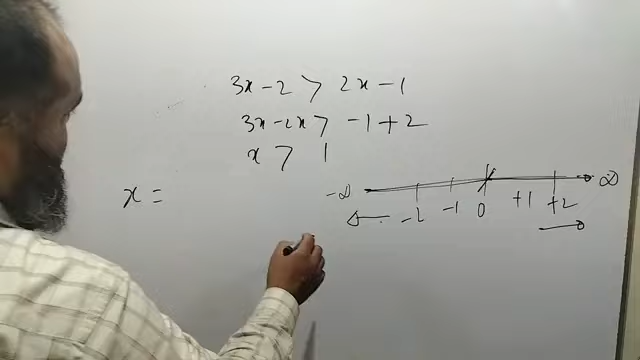 3x - 2 > 2x - 1
3x - 2x > -1 + 2
x > 1
x =
-∞ ∞
-2 -1 0 +1 +2